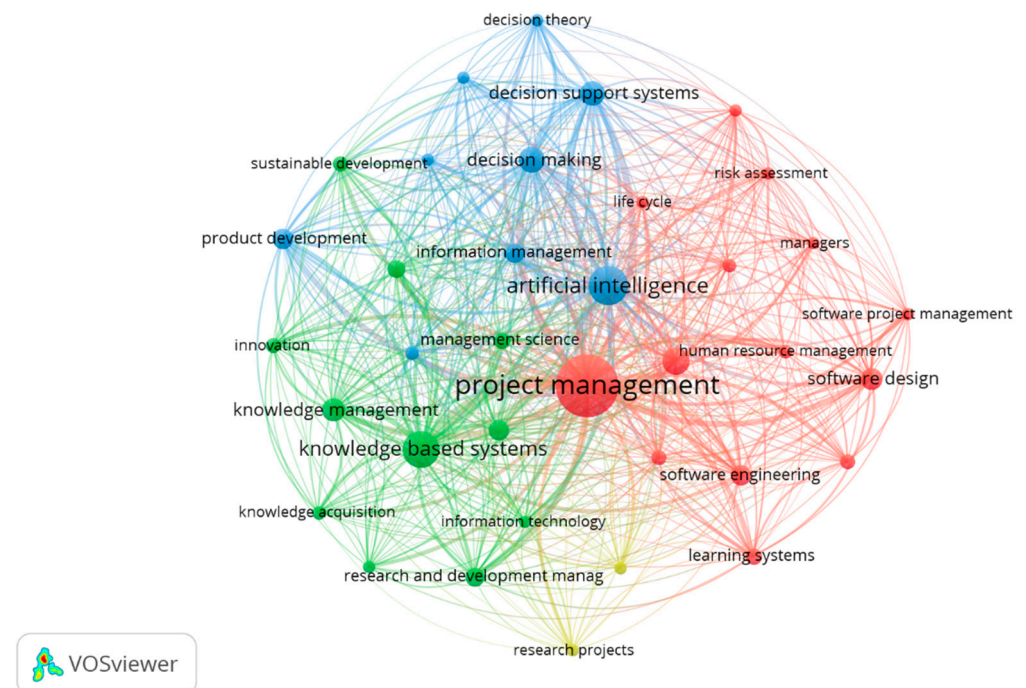 decision theory
decision support systems
sustainable development
decision making
risk assessment
life cycle
product development
information management
managers
artificial intelligence
software project management
innovation
management science
human resource management
project management
software design
knowledge management
knowledge based systems
software engineering
knowledge acquisition
information technology
learning systems
research and development manag
research projects
VOSviewer